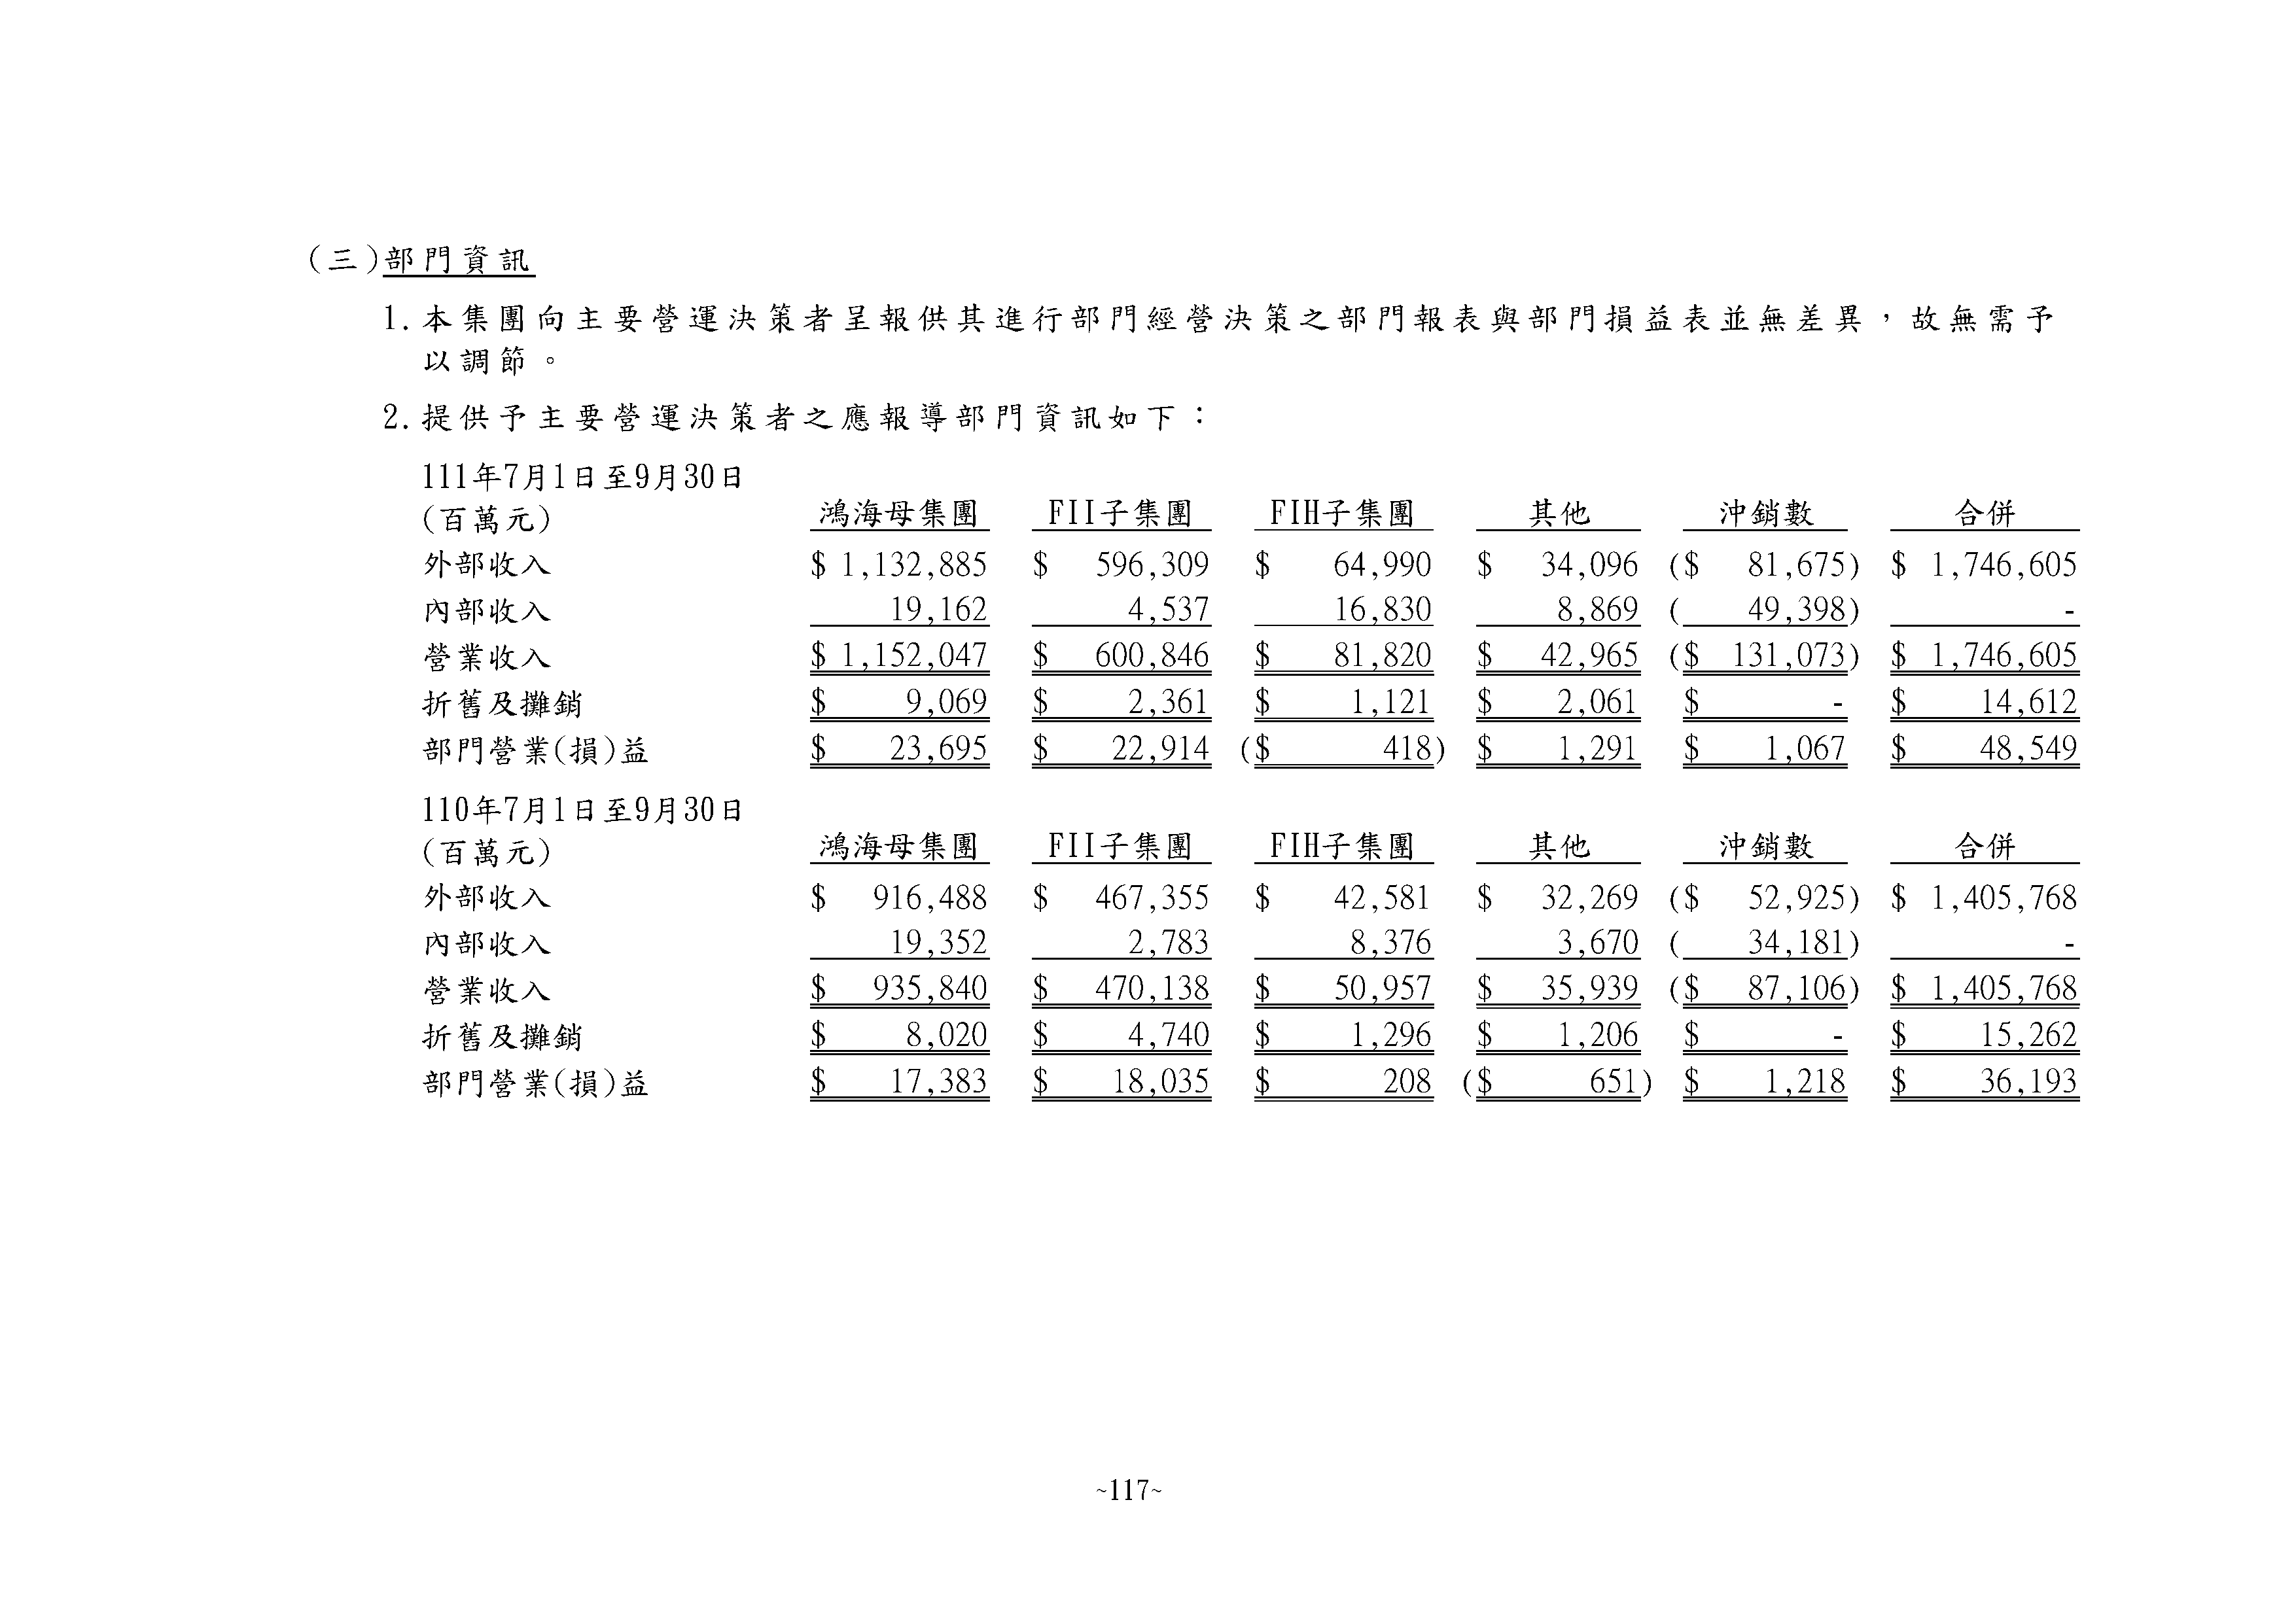 (三)部門資訊
1.本集團向主要營運決策者呈報供其進行部門經營決策之部門報表與部門損益表並無差異，故無需予
以調節。
2.提供予主要營運決策者之應報導部門資訊如下：
111年7月1日至9月30日
(百萬元) 鴻海母集團 FII子集團 FIH子集團 其他 沖銷數 合併
外部收入 $ 1,132,885 $ 596,309 $ 64,990 $ 34,096 ($ 81,675) $ 1,746,605
內部收入 19,162 4,537 16,830 8,869 ( 49,398) -
營業收入 $ 1,152,047 $ 600,846 $ 81,820 $ 42,965 ($ 131,073) $ 1,746,605
折舊及攤銷 $ 9,069 $ 2,361 $ 1,121 $ 2,061 $ - $ 14,612
部門營業(損)益 $ 23,695 $ 22,914 ($ 418) $ 1,291 $ 1,067 $ 48,549
110年7月1日至9月30日
(百萬元) 鴻海母集團 FII子集團 FIH子集團 其他 沖銷數 合併
外部收入 $ 916,488 $ 467,355 $ 42,581 $ 32,269 ($ 52,925) $ 1,405,768
內部收入 19,352 2,783 8,376 3,670 ( 34,181) -
營業收入 $ 935,840 $ 470,138 $ 50,957 $ 35,939 ($ 87,106) $ 1,405,768
折舊及攤銷 $ 8,020 $ 4,740 $ 1,296 $ 1,206 $ - $ 15,262
部門營業(損)益 $ 17,383 $ 18,035 $ 208 ($ 651) $ 1,218 $ 36,193
~117~